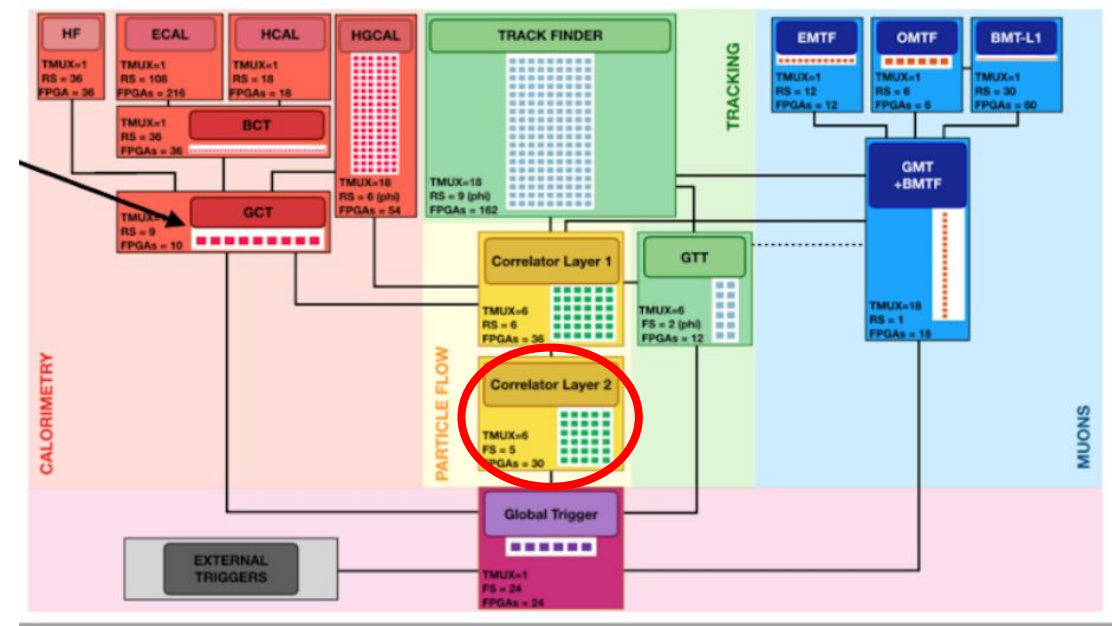 HF
TMUX=1
RS = 36
FPGA = 36
ECAL
TMUX=1
RS = 108
FPGAs = 216
HCAL
TMUX=1
RS = 18
FPGAs = 18
HGCAL
TMUX=18
RS = 6 (phi)
FPGAs = 54
TRACK FINDER
TMUX=18
RS = 9 (phi)
FPGAs = 162
TRACKING
EMTF
TMUX=1
RS = 12
FPGAs = 12
OMTF
TMUX=1
RS = 6
FPGAs = 6
BMT-L1
TMUX=1
RS = 30
FPGAs = 60
BCT
TMUX=1
RS = 36
FPGAs = 36
GCT
RS = 9
FPGAs = 10
GMT
+BMTF
TMUX=18
RS = 1
FPGAs = 18
Correlator Layer 1
TMUX=6
RS = 6
FPGAs = 36
GTT
TMUX=6
FS = 2 (phi)
FPGAs = 12
CALORIMETRY
PARTICLE FLOW
Correlator Layer 2
TMUX=6
FS = 5
FPGAs = 30
MUONS
Global Trigger
TMUX=1
FS = 24
FPGAs = 24
EXTERNAL
TRIGGERS